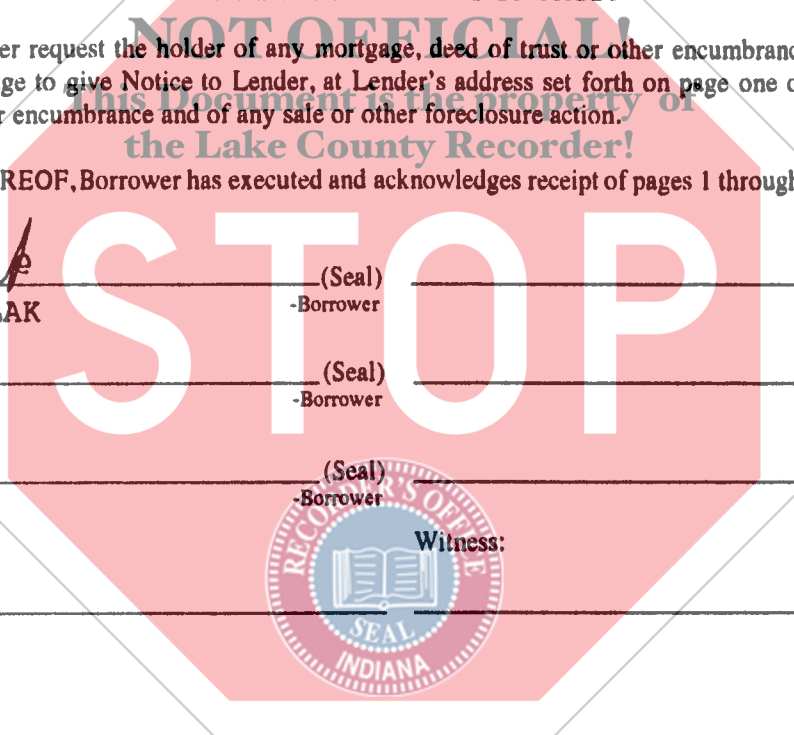 NOT OFFICIAL!
er request the holder of any mortgage, deed of trust or other encumbranc
ge to give Notice to Lender, at Lender's address set forth on page one o
This Document is the property of
r encumbrance and of any sale or other foreclosure action.
the Lake County Recorder!
REOF, Borrower has executed and acknowledges receipt of pages 1 through
STOP
(Seal)
-Borrower
AK
(Seal)
-Borrower
(Seal)
-Borrower
Witness:
RECORDER'S OFFICE
SEAL
INDIANA